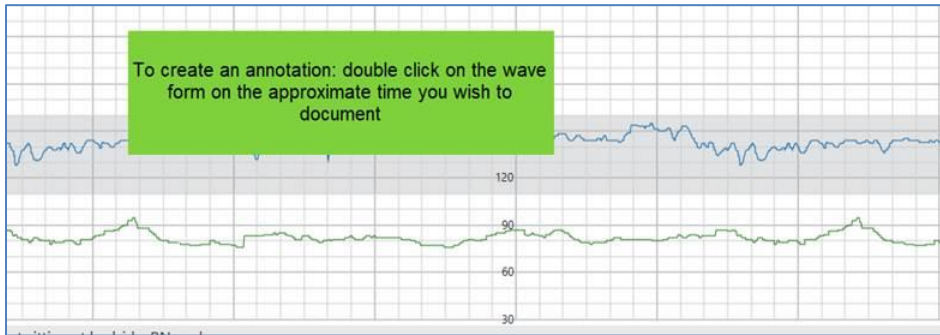 To create an annotation: double click on the wave
form on the approximate time you wish to
document
120
90
60
30